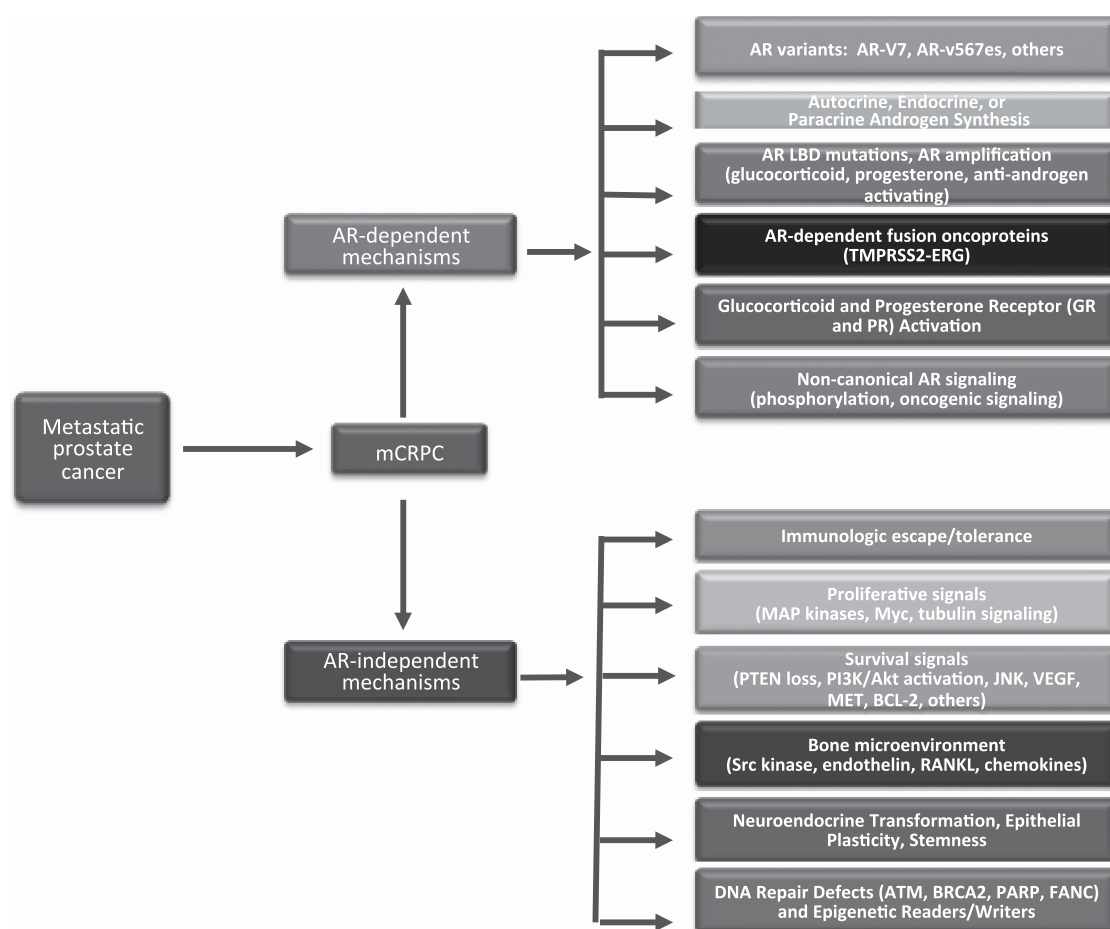 Metastatic
prostate
cancer
mCRPC
AR-dependent
mechanisms
AR variants: AR-V7, AR-v567es, others
Autocrine, Endocrine, or
Paracrine Androgen Synthesis
AR LBD mutations, AR amplification
(glucocorticoid, progesterone, anti-androgen
activating)
AR-dependent fusion oncoproteins
(TMPRSS2-ERG)
Glucocorticoid and Progesterone Receptor (GR
and PR) Activation
Non-canonical AR signaling
(phosphorylation, oncogenic signaling)
AR-independent
mechanisms
Immunologic escape/tolerance
Proliferative signals
(MAP kinases, Myc, tubulin signaling)
Survival signals
(PTEN loss, PI3K/Akt activation, JNK, VEGF,
MET, BCL-2, others)
Bone microenvironment
(Src kinase, endothelin, RANKL, chemokines)
Neuroendocrine Transformation, Epithelial
Plasticity, Stemness
DNA Repair Defects (ATM, BRCA2, PARP, FANC)
and Epigenetic Readers/Writers